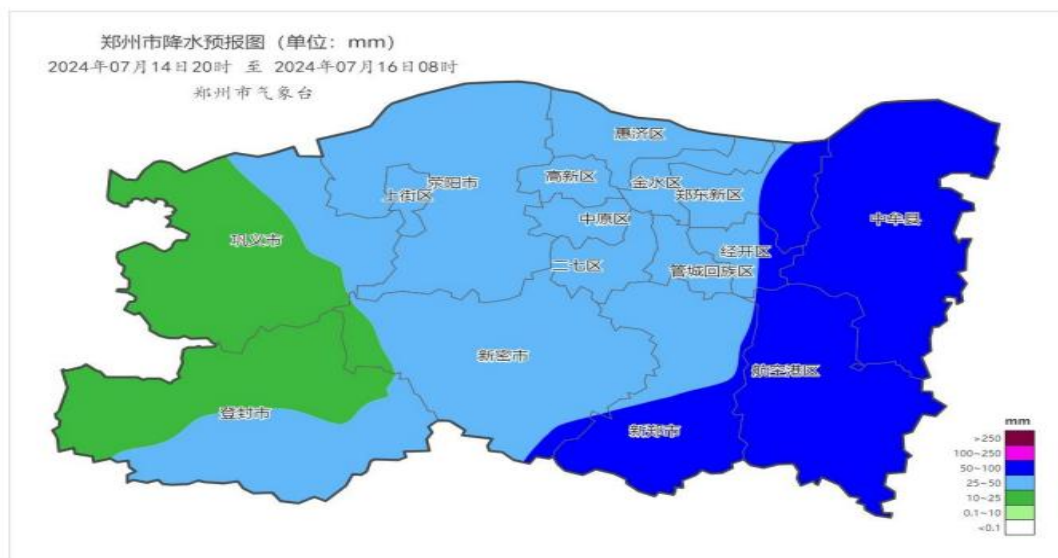 郑州市降水预报图（单位：mm）
2024年07月14日20时 至 2024年07月16日08时
郑州市气象台
惠济区
高新区
金水区
荥阳市
上街区
郑东新区
中原区
中牟县
巩义市
经开区
二七区
管城回族区
新密市
航空港区
登封市
新郑市
mm
>250
100~250
50~100
25~50
10~25
0.1~10
<0.1